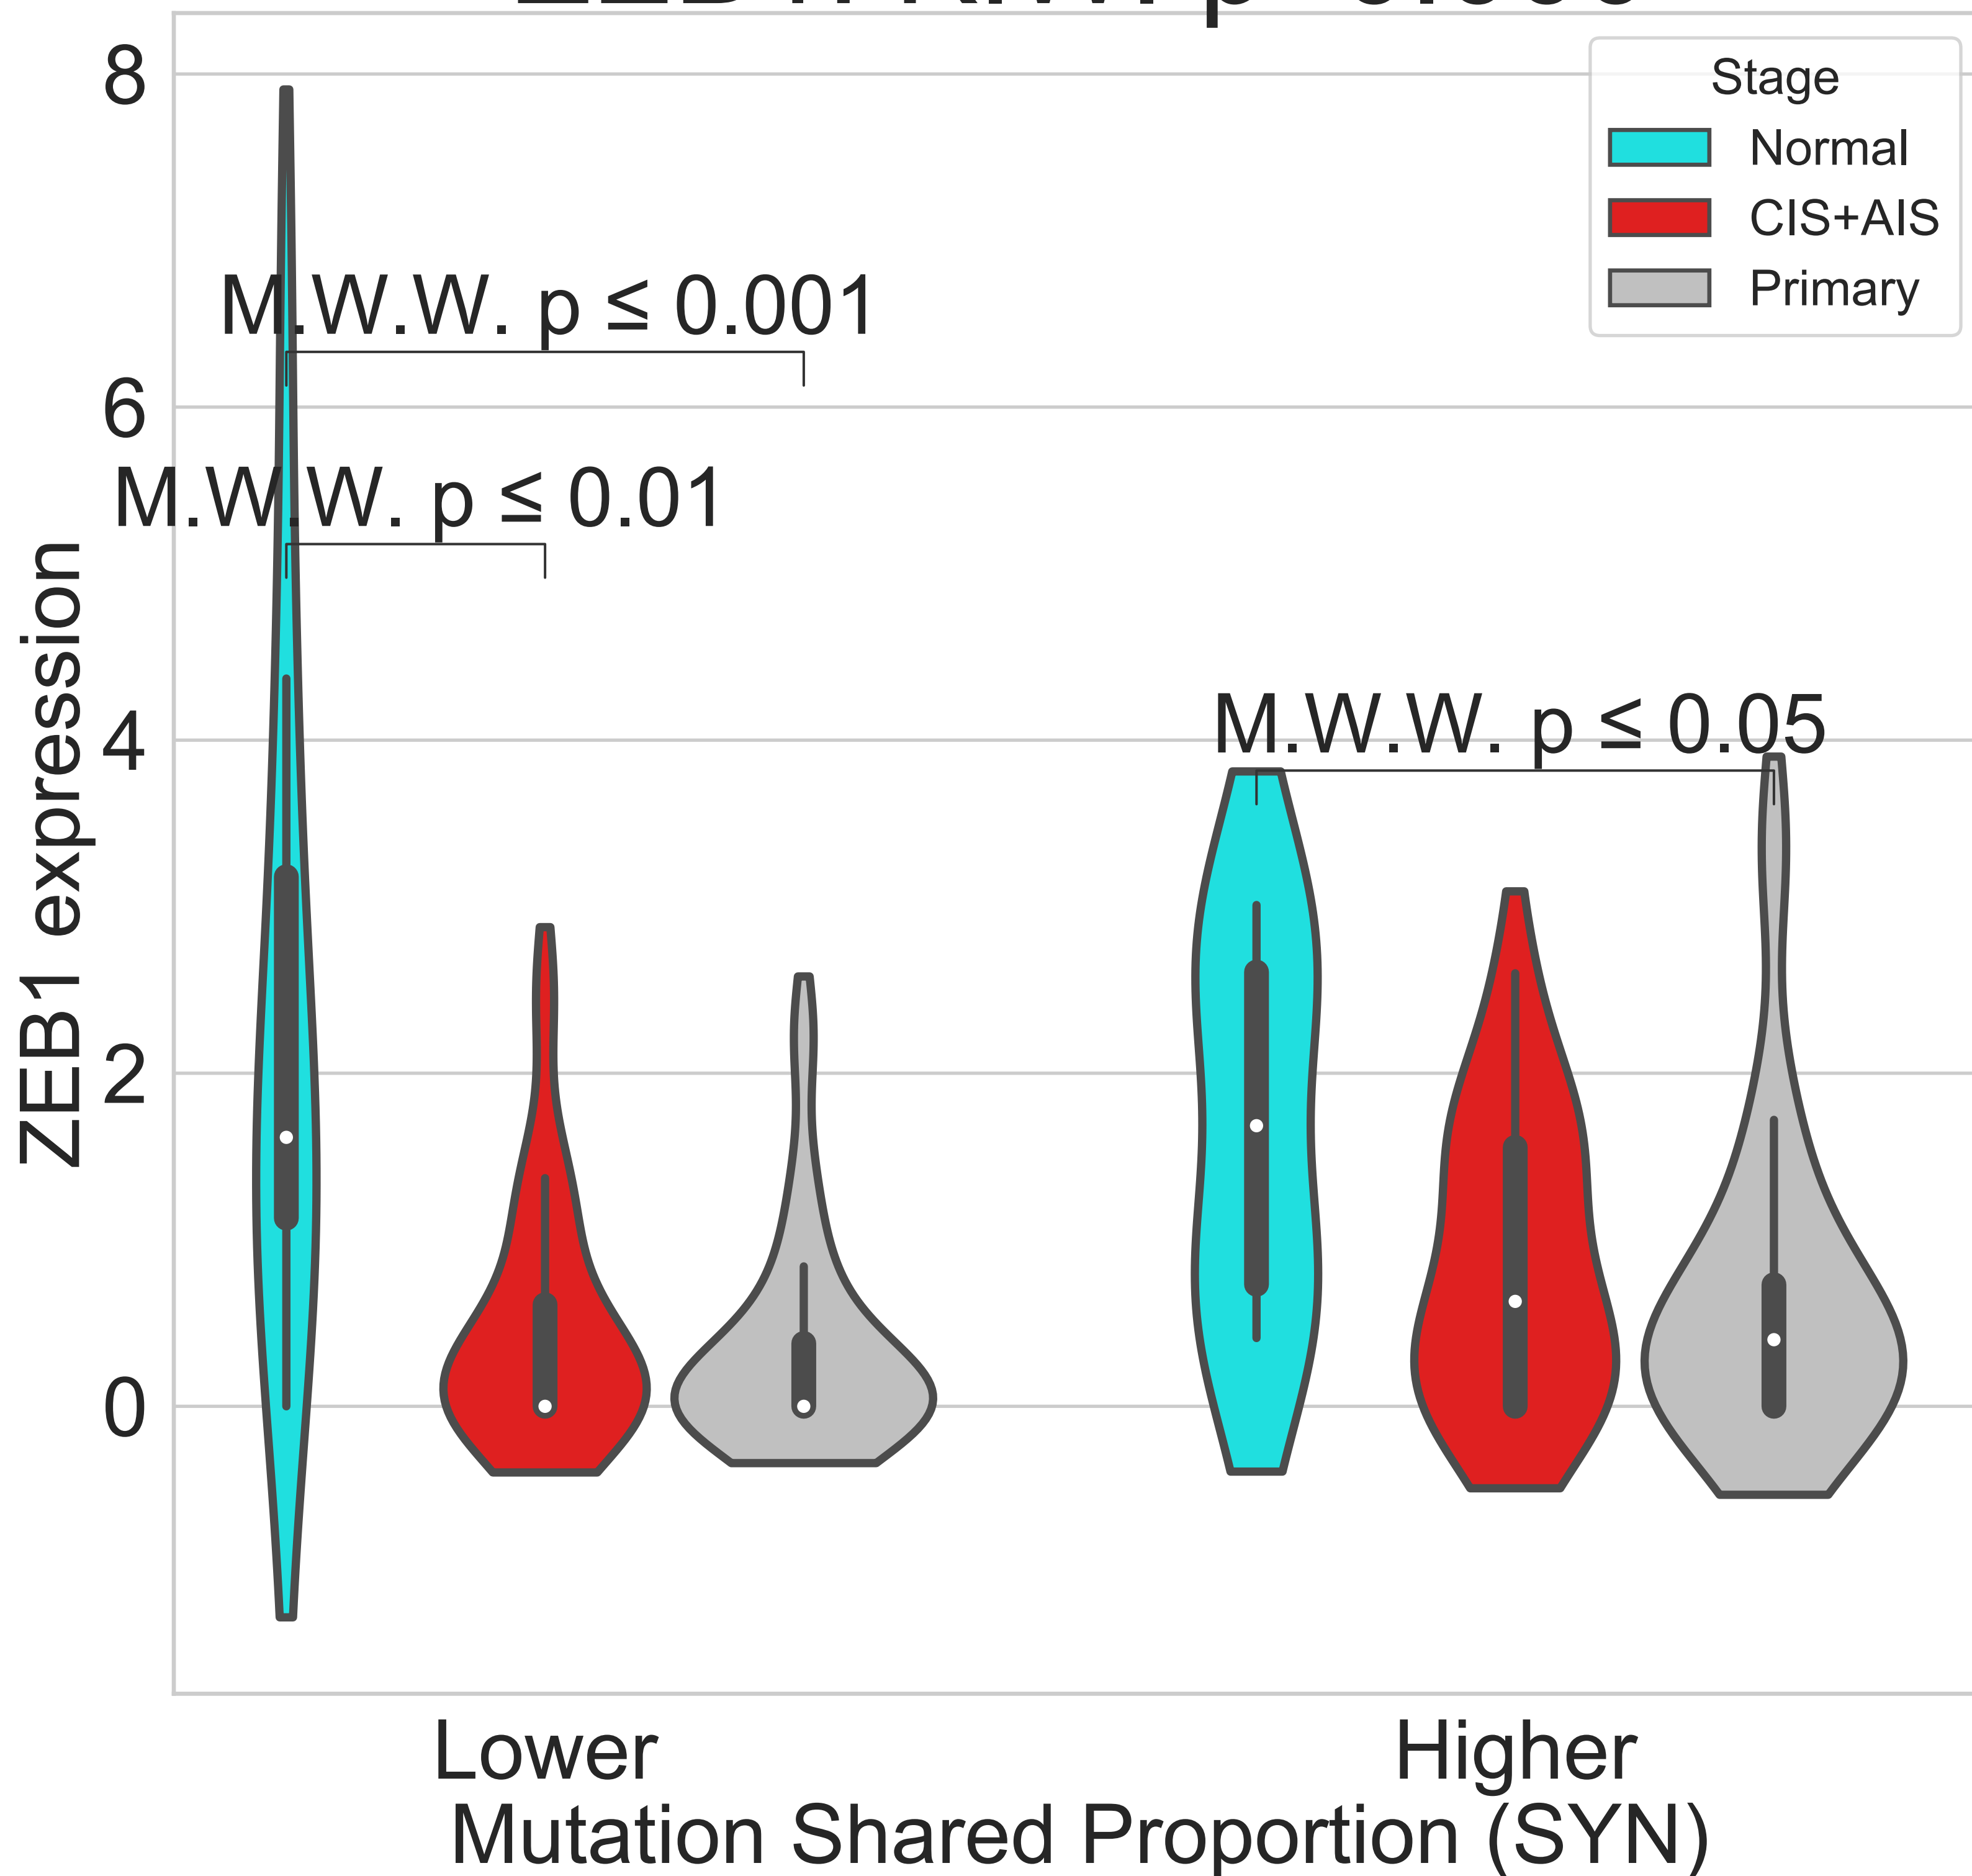 8
6
4
2
0
ZEB1 expression
Stage
Normal
CIS+AIS
Primary
M.W.W. p ≤ 0.001
M.W.W. p ≤ 0.01
M.W.W. p ≤ 0.05
Lower
Higher
Mutation Shared Proportion (SYN)